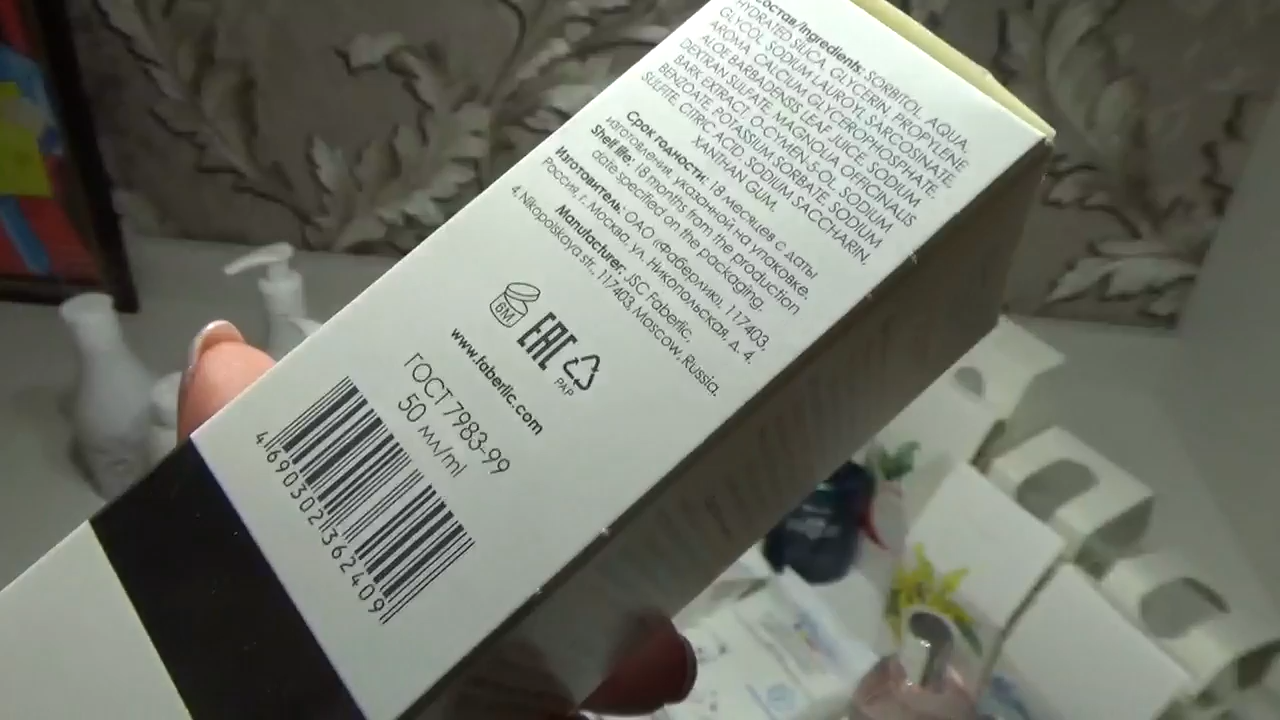 Состав/Ingredients: SORBITOL, AQUA,
HYDRATED SILICA, GLYCERIN, PROPYLENE
GLYCOL, SODIUM LAUROYL SARCOSINATE,
AROMA, CALCIUM GLYCEROPHOSPHATE,
ALOE BARBADENSIS LEAF JUICE, SODIUM
DEXTRAN SULFATE, MAGNOLIA OFFICINALIS
BARK EXTRACT, O-CYMEN-5-OL, SODIUM
BENZOATE, POTASSIUM SORBATE, SODIUM
SULFITE, CITRIC ACID, SODIUM SACCHARIN,
XANTHAN GUM.
Срок годности: 18 месяцев с даты
изготовления, указанной на упаковке.
Shelf life: 18 months from the production
date specified on the packaging.
Изготовитель: ОАО «Фаберлик», 117403,
Россия, г. Москва, ул. Никопольская, д. 4.
Manufacturer: JSC Faberlic,
4, Nikopolskaya str., 117403, Moscow, Russia.
6M
EAC
PAP
www.faberlic.com
ГОСТ 7983-99
50 мл/ml
4690302362409